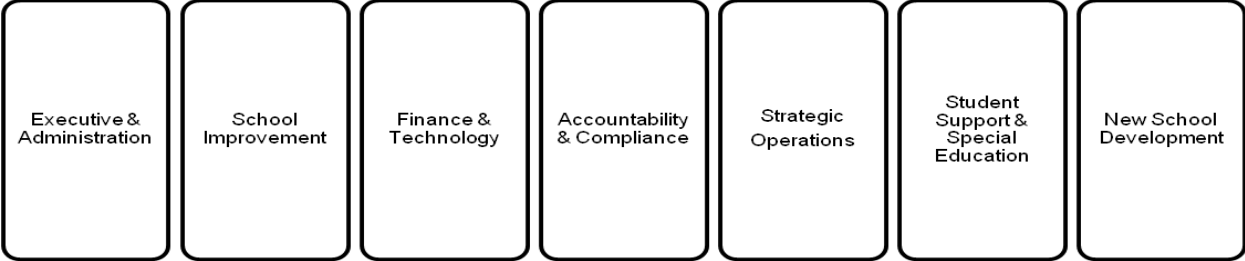 Executive &
Administration
School
Improvement
Finance &
Technology
Accountability
& Compliance
Strategic
Operations
Student
Support &
Special
Education
New School
Development